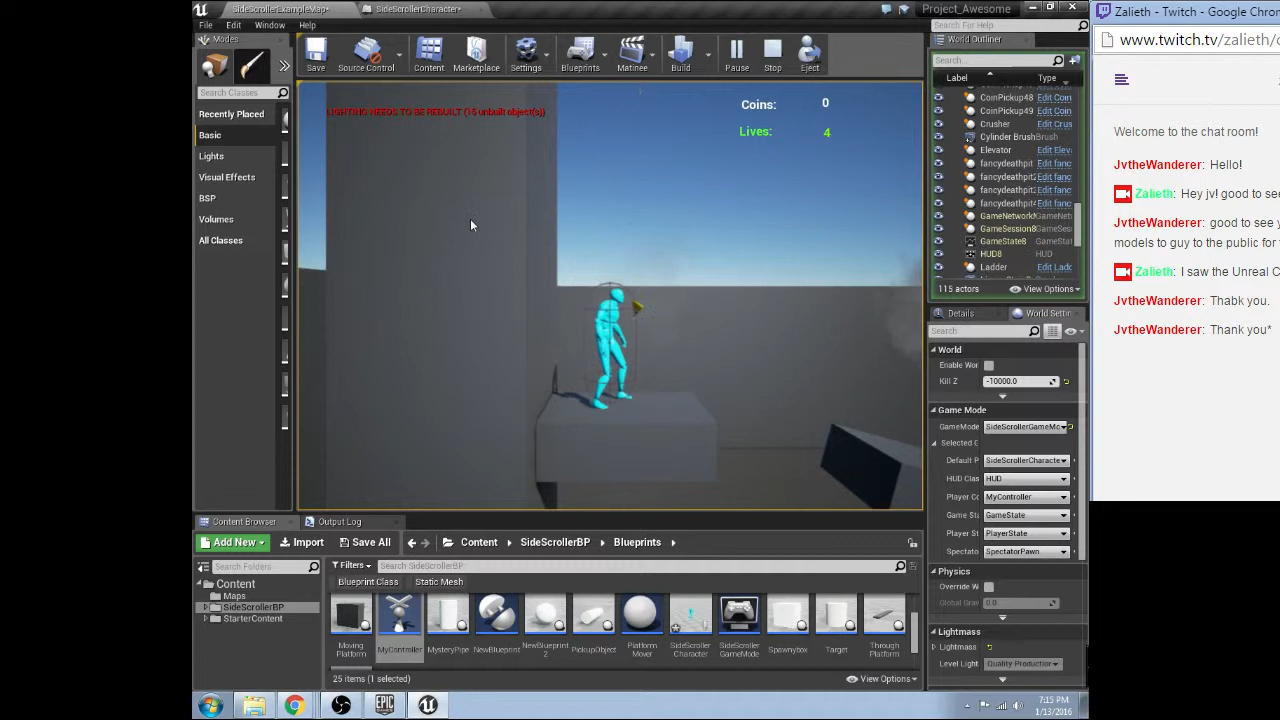 SideScrollerExampleMap*
SideScrollerCharacter*
Project_Awesome
File Edit Window Help
Search For Help
Zalieth - Twitch - Google Chro
www.twitch.tv/zalieth/
Modes
Search Classes
Recently Placed
Basic
Lights
Visual Effects
BSP
Volumes
All Classes
Save
Source Control
Content
Marketplace
Settings
Blueprints
Matinee
Build
Pause
Stop
Eject
LIGHTING NEEDS TO BE REBUILT (16 unbuilt object(s))
Coins: 0
Lives: 4
World Outliner
Search...
Label Type
CoinPickup48 Edit Coin
CoinPickup49 Edit Coin
Crusher Edit Crus
Cylinder Brush Brush
Elevator Edit Elev
fancydeathpit Edit fanc
fancydeathpit2 Edit fanc
fancydeathpit3 Edit fanc
fancydeathpit4 Edit fanc
GameNetwork GameNet
GameSession8 GameSes
GameState8 GameSta
HUD8 HUD
Ladder Edit Ladd
115 actors
View Options
Details
World Settin
Search
World
Enable Wor
Kill Z -10000.0
Game Mode
GameMode SideScrollerGameMo
Selected G
Default P SideScrollerCharacte
HUD Clas HUD
Player Co MyController
Game Sta GameState
Player St PlayerState
Spectato SpectatorPawn
Physics
Override W
Global Grav 0.0
Lightmass
Lightmass
Level Light Quality Production
Welcome to the chat room!
JvtheWanderer: Hello!
Zalieth: Hey jvl good to see
JvtheWanderer: good to see y
models to guy to the public for
Zalieth: I saw the Unreal C
JvtheWanderer: Thabk you.
JvtheWanderer: Thank you*
Content Browser
Output Log
Add New
Import
Save All
Content
SideScrollerBP
Blueprints
Search Folders
Content
Maps
SideScrollerBP
StarterContent
Filters
Search SideScrollerBP
Blueprint Class
Static Mesh
Moving Platform
MyController
MysteryPipe
NewBlueprint
NewBlueprint 2
PickupObject
Platform Mover
SideScroller Character
SideScroller GameMode
Spawnybox
Target
Through Platform
25 items (1 selected)
View Options
7:15 PM
1/13/2016